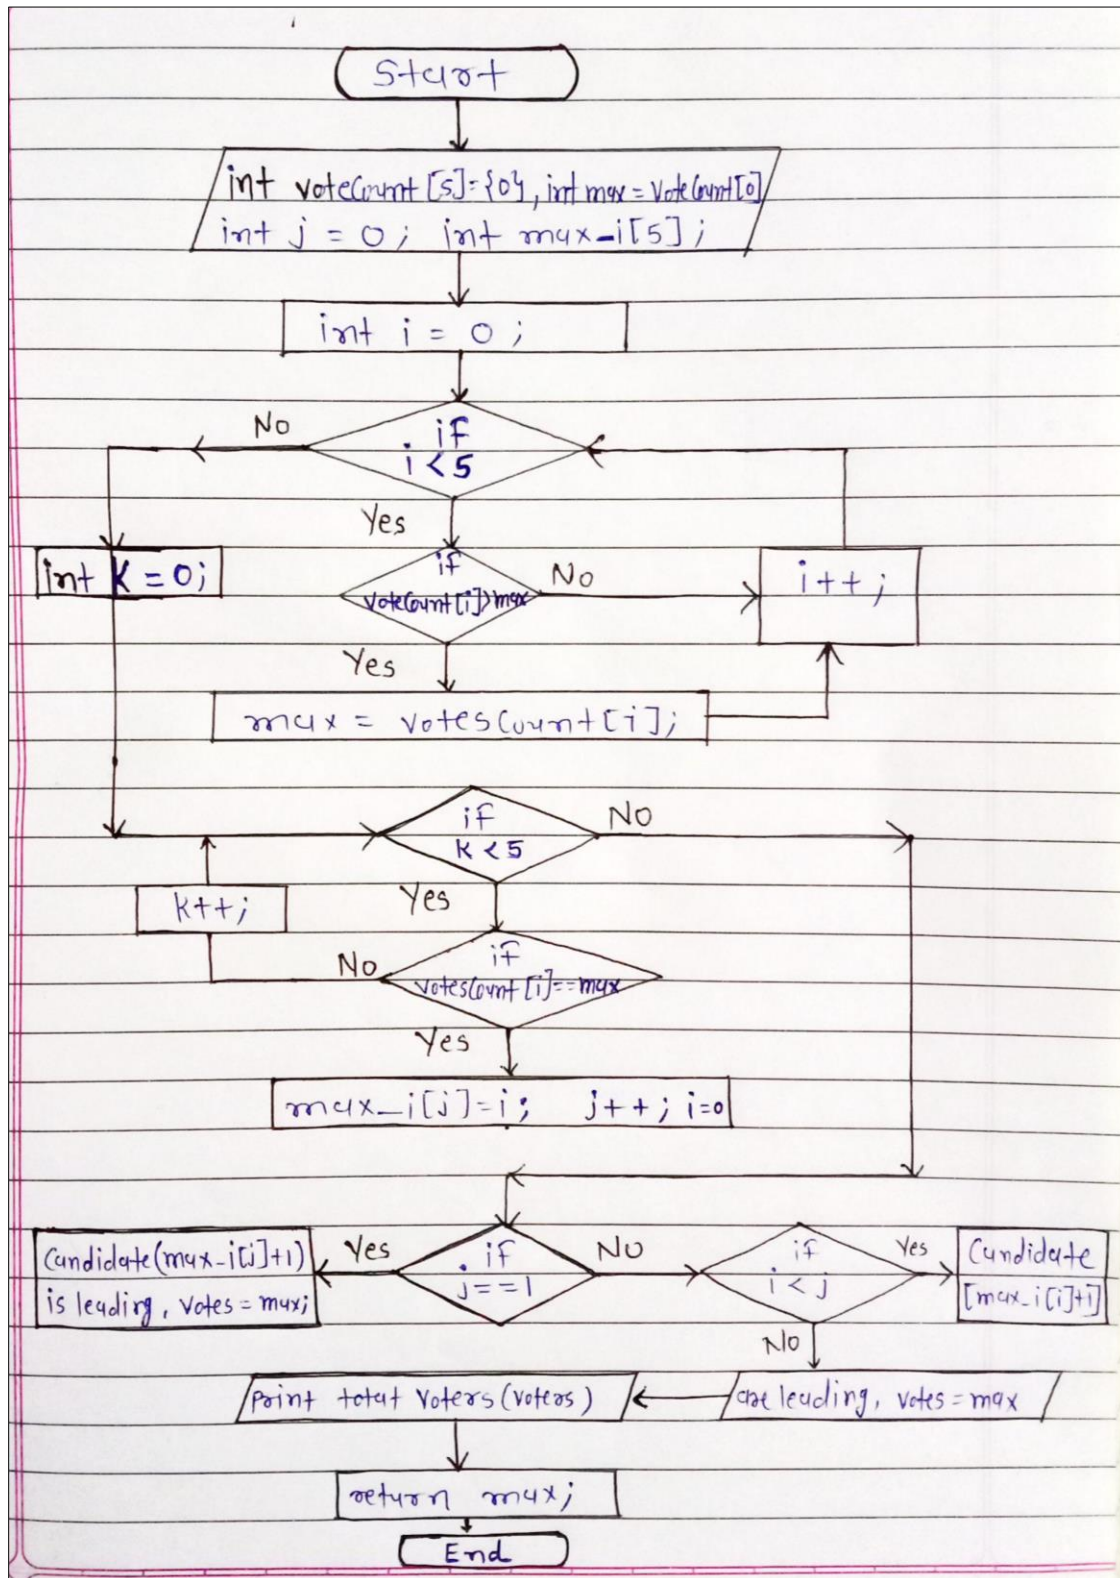 Start
int voteCount[5]={0}, int max = VoteCount[0]
int j = 0 ; int max_i[5] ;
int i = 0 ;
No
if
i < 5
Yes
int K = 0;
if
VoteCount[i]>max
No
i++ ;
Yes
max = votesCount[i];
if
K < 5
No
K++;
Yes
No
if
VotesCount [i]==max
Yes
max_i[j]=i; j++ ; i=0
Candidate(max-i[j]+1)
is leading, votes = max;
Yes
if
j==1
No
if
i < j
Yes
Candidate
[max-i[i]+i]
No
print total Voters(voters)
are leading, votes = max
return max;
End